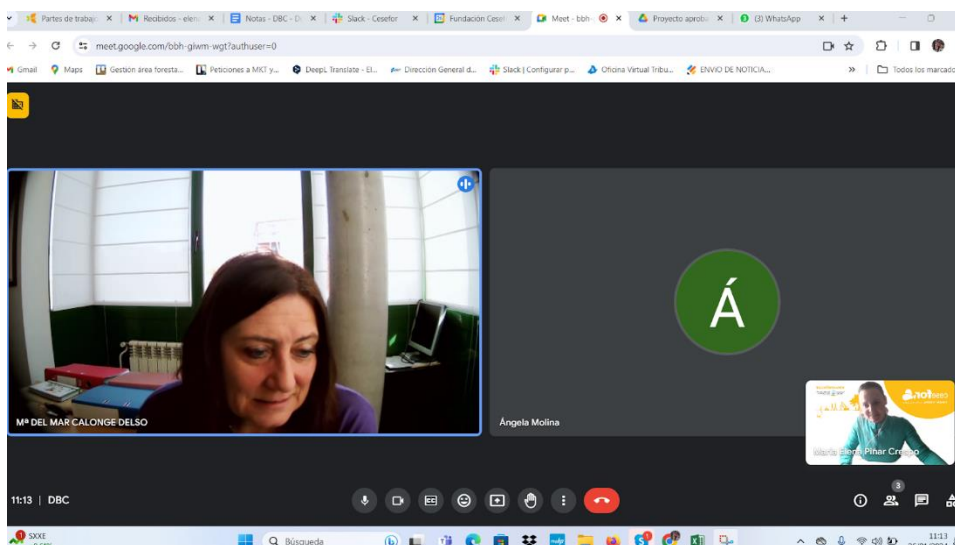 Partes de trabajo
Recibidos - elen
Notas - DBC - D
Slack - Cesefor
Fundación Cesef
Meet - bbh-
Proyecto aproba
(3) WhatsApp
meet.google.com/bbh-giwm-wgt?authuser=0
Gmail
Maps
Gestión área foresta...
Peticiones a MKT y...
DeepL Translate - El...
Dirección General d...
Slack | Configurar p...
Oficina Virtual Tribu...
ENVIO DE NOTICIA...
Todos los marcado
Mª DEL MAR CALONGE DELSO
Á
Ángela Molina
María Elena Pinar Crespo
11:13 | DBC
3
SXXE
Búsqueda
11:13